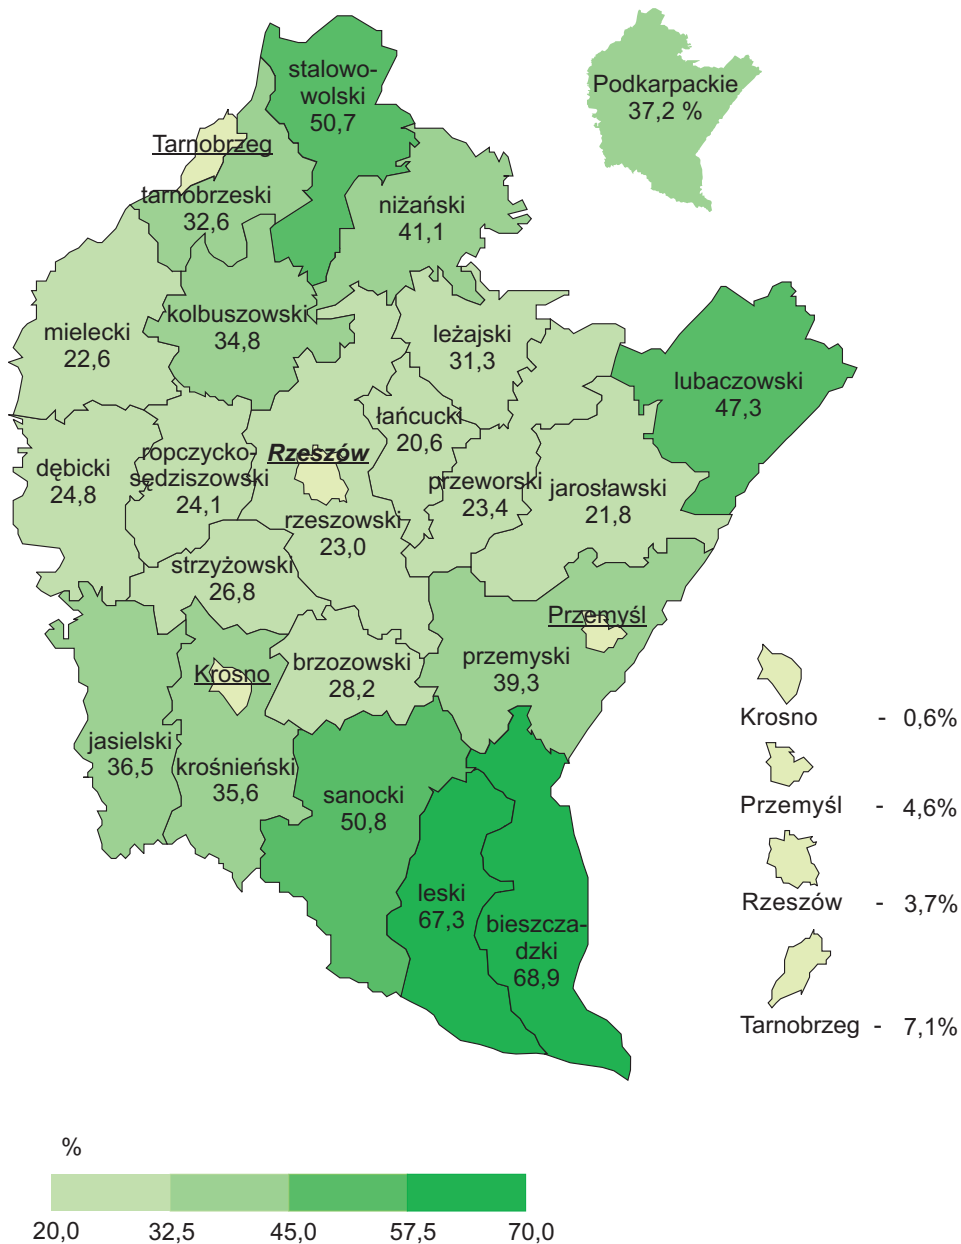 stalowo-
wolski
50,7
Podkarpackie
37,2 %
Tarnobrzeg
tarnobrzeski
32,6
niżański
41,1
mielecki
22,6
kolbuszowski
34,8
leżajski
31,3
lubaczowski
47,3
łańcucki
20,6
dębicki
24,8
ropczycko-
sędziszowski
24,1
Rzeszów
rzeszowski
23,0
przeworski
23,4
jarosławski
21,8
strzyżowski
26,8
Przemyśl
przemyski
39,3
Krosno
brzozowski
28,2
jasielski
36,5
krośnieński
35,6
sanocki
50,8
leski
67,3
bieszcza-
dzki
68,9
Krosno - 0,6%
Przemyśl - 4,6%
Rzeszów - 3,7%
Tarnobrzeg - 7,1%
%
20,0 32,5 45,0 57,5 70,0